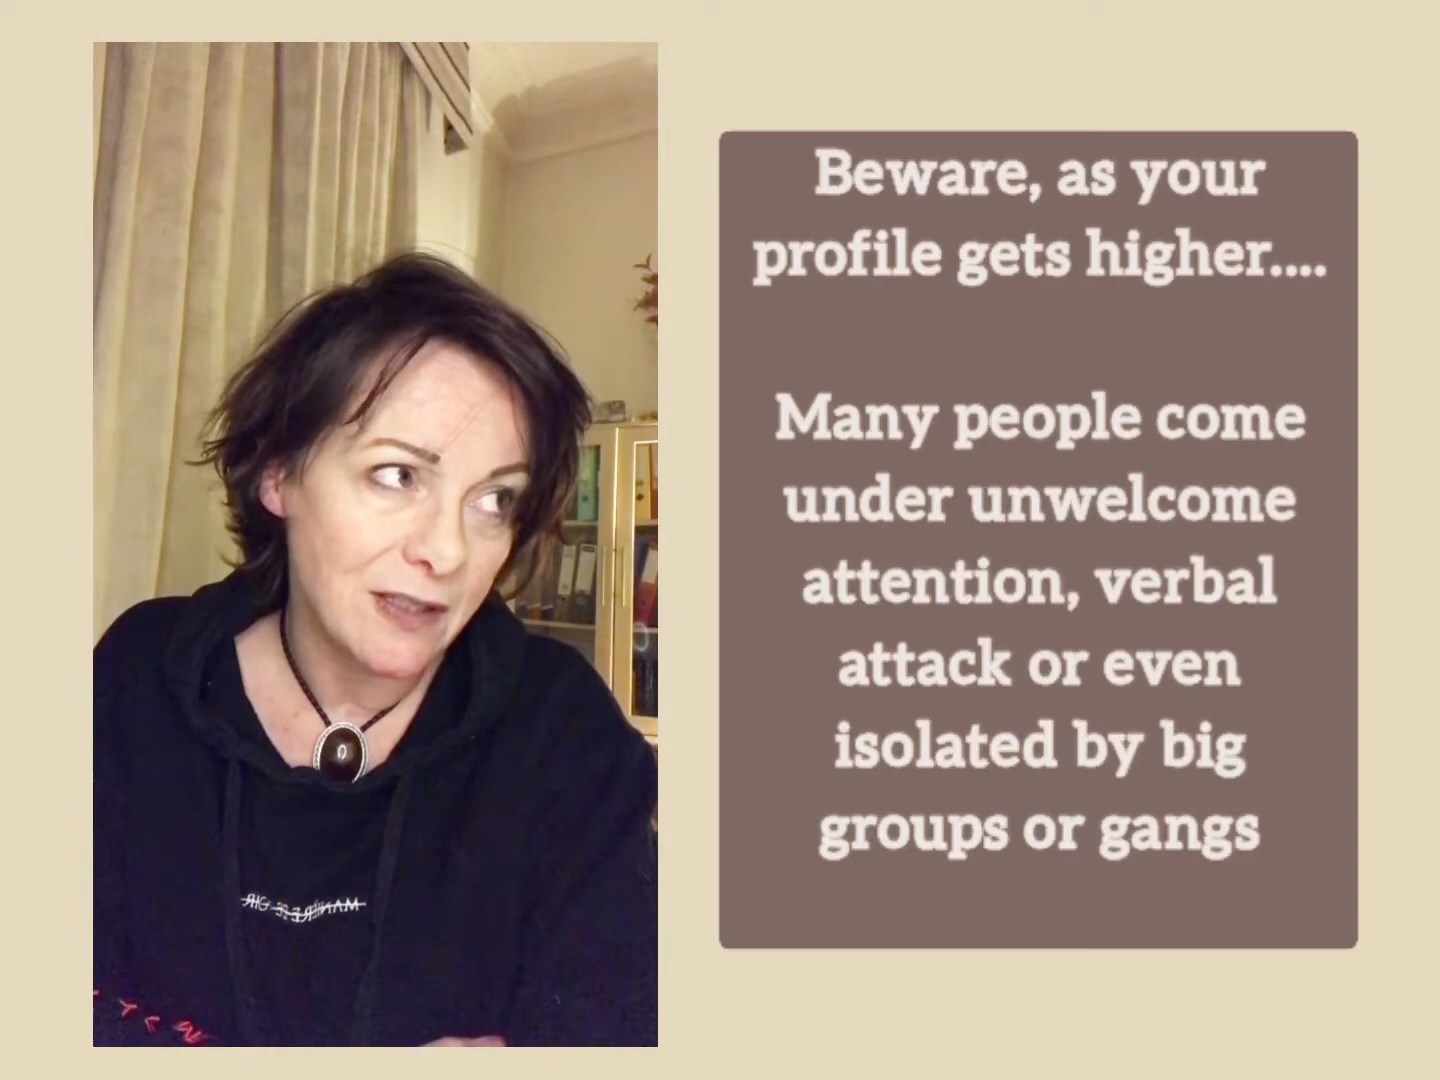 Beware, as your
profile gets higher....
Many people come
under unwelcome
attention, verbal
attack or even
isolated by big
groups or gangs